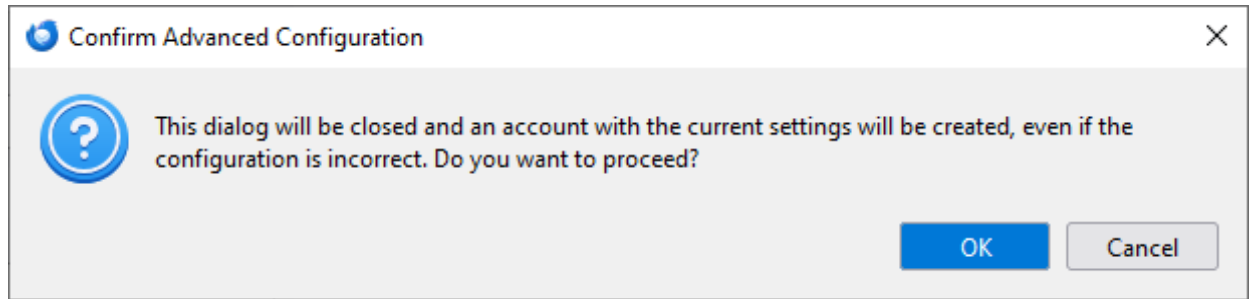 Confirm Advanced Configuration
This dialog will be closed and an account with the current settings will be created, even if the
configuration is incorrect. Do you want to proceed?
OK
Cancel